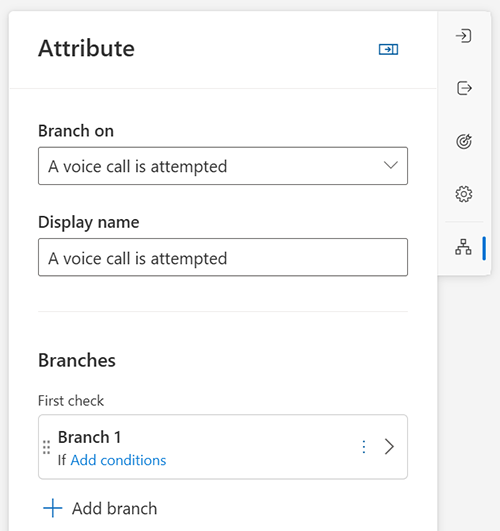 Attribute
Branch on
A voice call is attempted
Display name
A voice call is attempted
Branches
First check
Branch 1
If Add conditions
Add branch